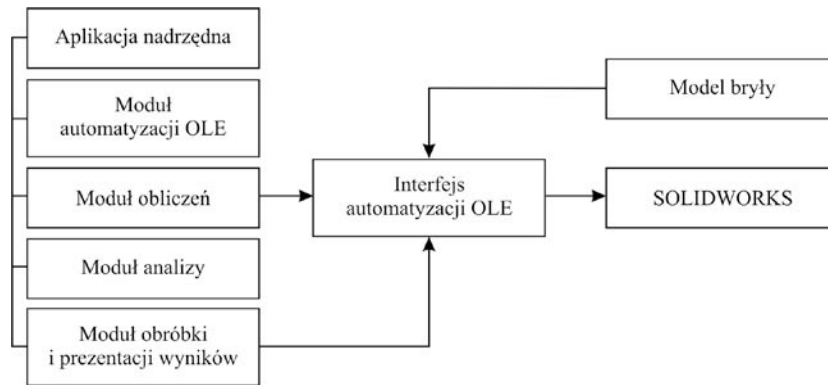 Aplikacja nadrzędna
Moduł
automatyzacji OLE
Moduł obliczeń
Moduł analizy
Moduł obróbki
i prezentacji wyników
Interfejs
automatyzacji OLE
Model bryły
SOLIDWORKS